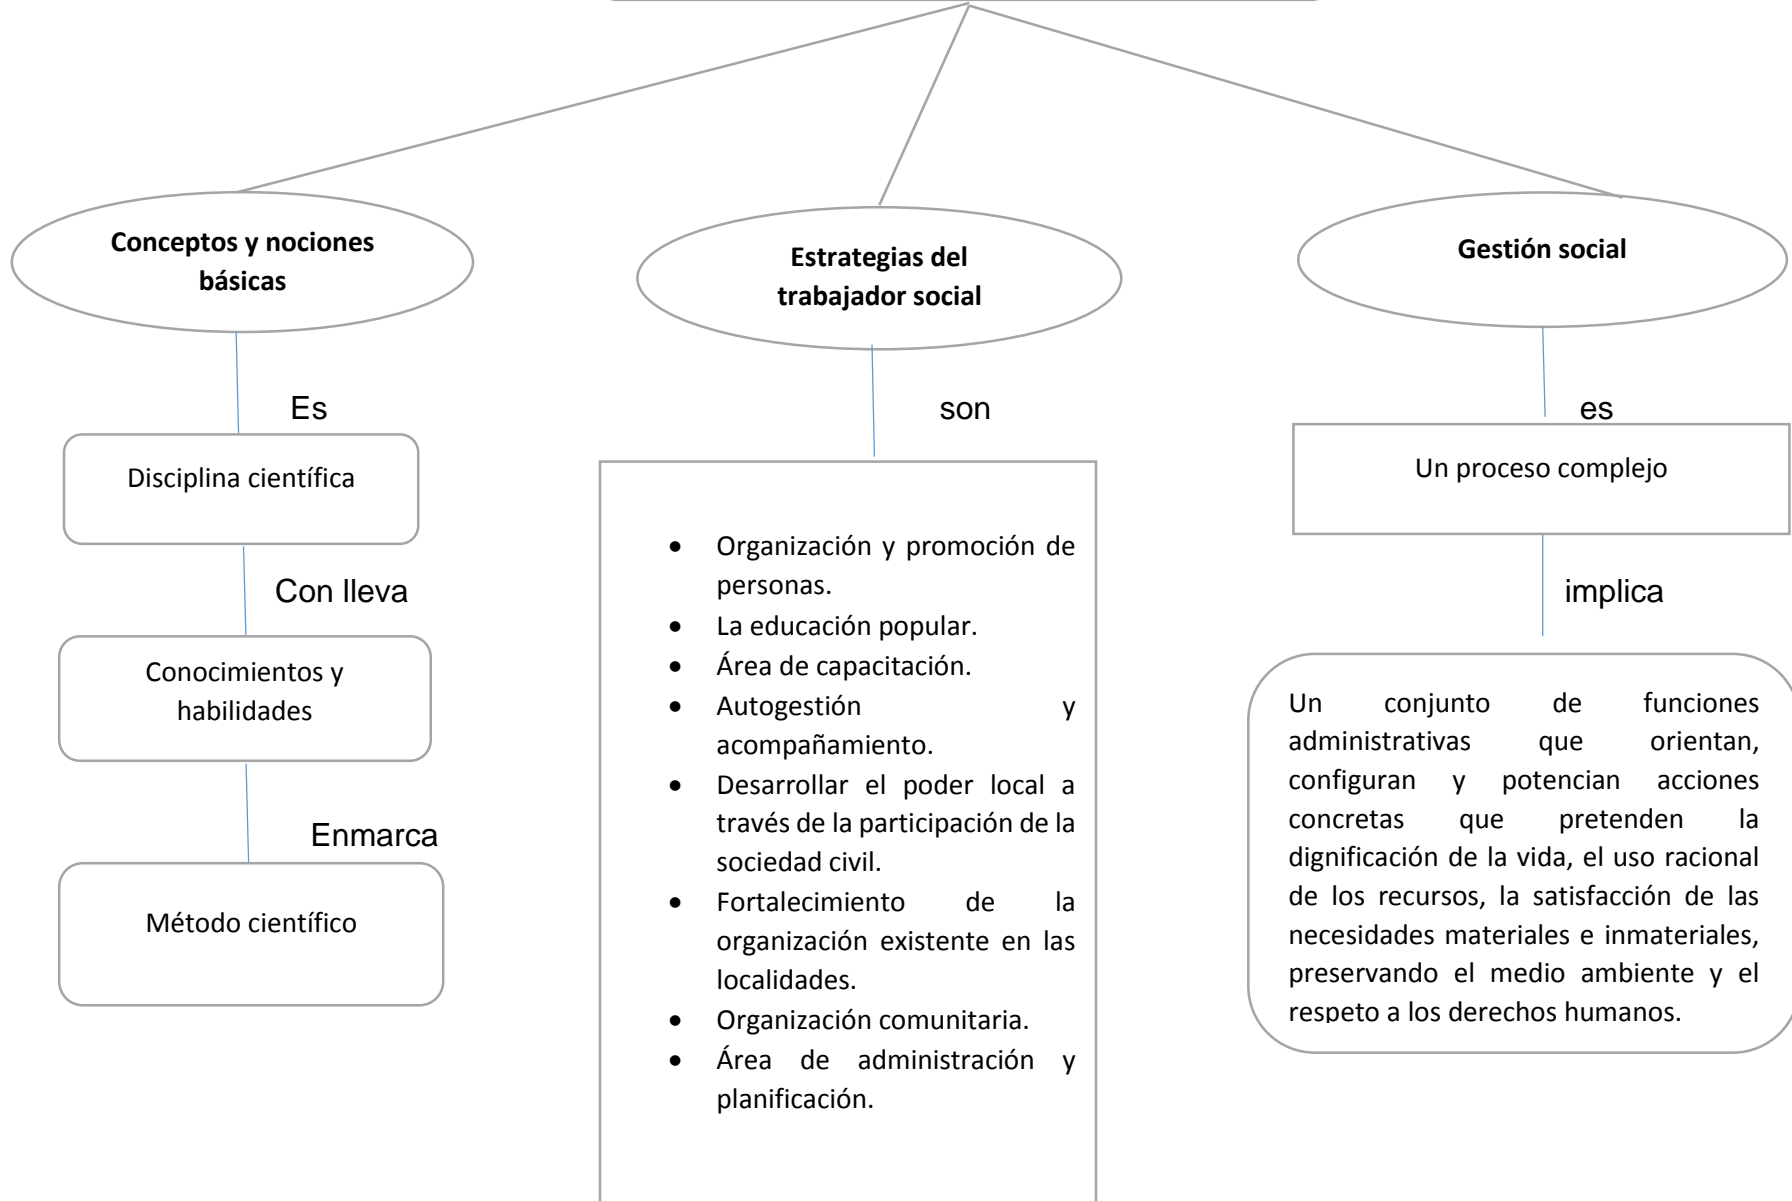 Conceptos y nociones
básicas
Es
Disciplina científica
Con lleva
Conocimientos y
habilidades
Enmarca
Método científico
Estrategias del
trabajador social
son
• Organización y promoción de
personas.
• La educación popular.
• Área de capacitación.
• Autogestión y
acompañamiento.
• Desarrollar el poder local a
través de la participación de la
sociedad civil.
• Fortalecimiento de la
organización existente en las
localidades.
• Organización comunitaria.
• Área de administración y
planificación.
Gestión social
es
Un proceso complejo
implica
Un conjunto de funciones
administrativas que orientan,
configuran y potencian acciones
concretas que pretenden la
dignificación de la vida, el uso racional
de los recursos, la satisfacción de las
necesidades materiales e inmateriales,
preservando el medio ambiente y el
respeto a los derechos humanos.